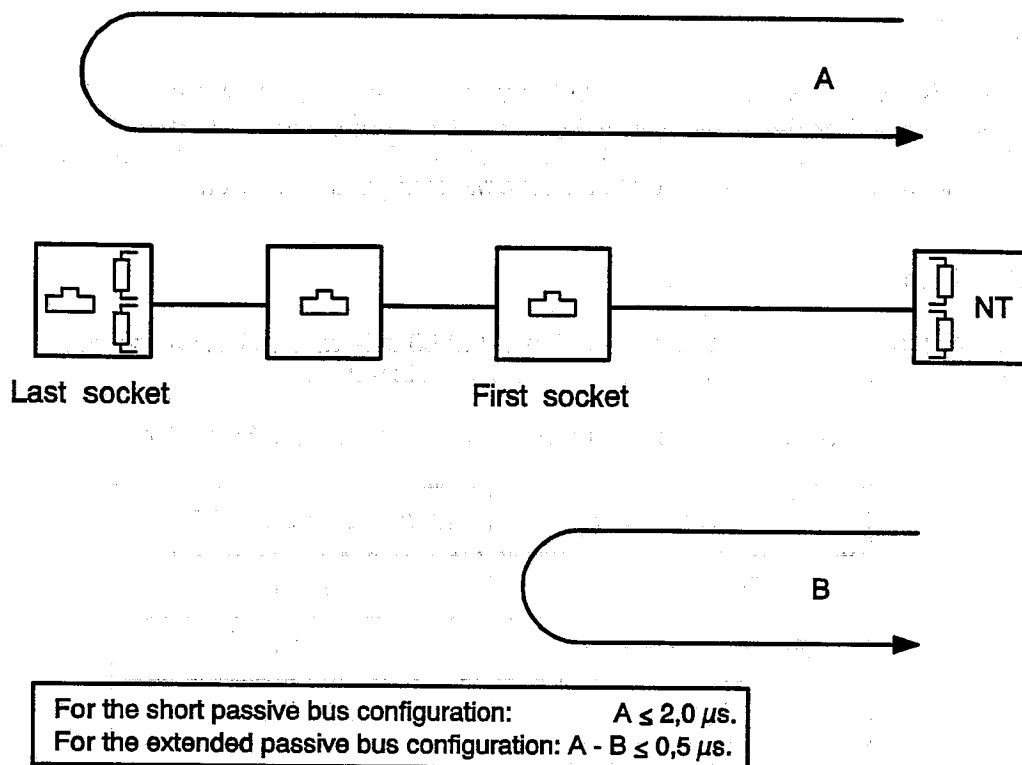 A
NT
Last socket
First socket
B
For the short passive bus configuration: A ≤ 2,0 µs.
For the extended passive bus configuration: A - B ≤ 0,5 µs.